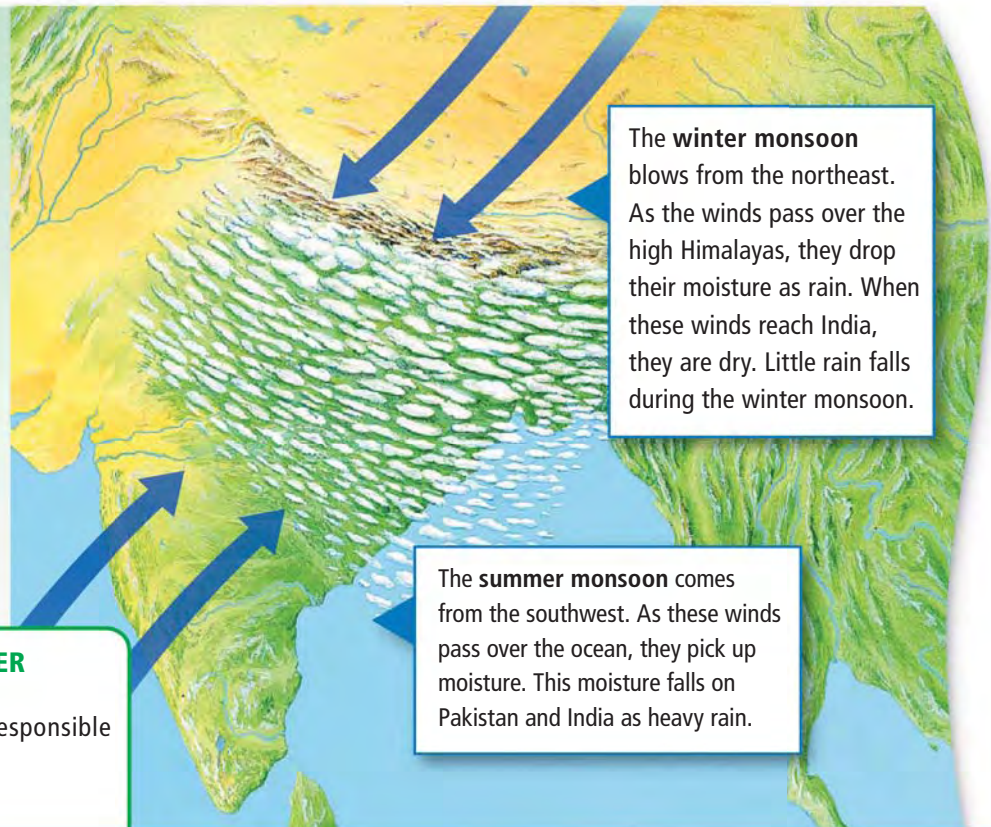 The winter monsoon
blows from the northeast.
As the winds pass over the
high Himalayas, they drop
their moisture as rain. When
these winds reach India,
they are dry. Little rain falls
during the winter monsoon.
The summer monsoon comes
from the southwest. As these winds
pass over the ocean, they pick up
moisture. This moisture falls on
Pakistan and India as heavy rain.